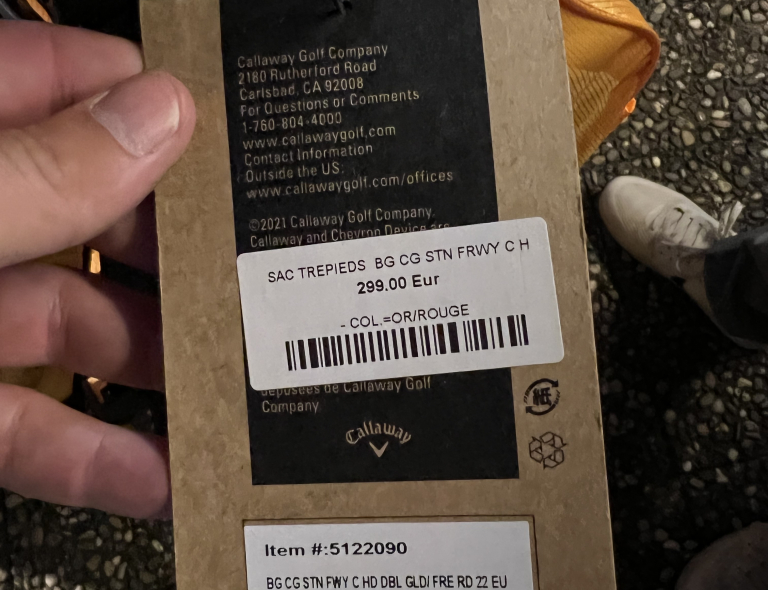 Callaway Golf Company
2180 Rutherford Road
Carlsbad, CA 92008
For Questions or Comments
1-760-804-4000
www.callawaygolf.com
Contact Information
Outside the US.
www.callawaygolf.com/offices
©2021 Callaway Golf Company.
Callaway and Chevron Device are
SAC TREPIEDS BG CG STN FRWY C H
299.00 Eur
- COL.=OR/ROUGE
déposées de Callaway Golf
Company.
紙
Callaway
Item #:5122090
BG CG STN FWY C HD DBL GLD/ FRE RD 22 EU